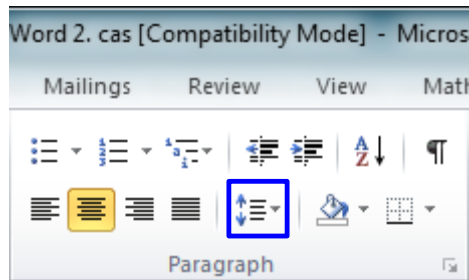 Word 2. cas [Compatibility Mode] - Micros
Mailings Review View Math
Paragraph